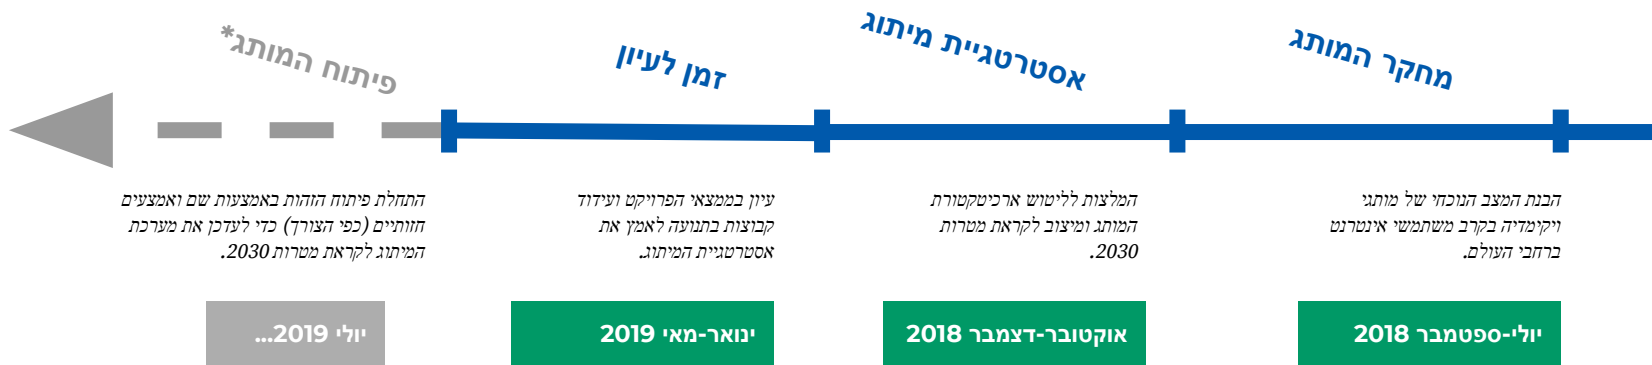 מחקר המותג
אסטרטגיית מיתוג
זמן לעיון
פיתוח המותג*
הבנת המצב הנוכחי של מותגי
ויקימדיה בקרב משתמשי אינטרנט
ברחבי העולם.
המלצות לליטוש ארכיטקטורת
המותג ומיצוב לקראת מטרות
2030.
עיון בממצאי הפרויקט ועידוד
קבוצות בתנועה לאמץ את
אסטרטגיית המיתוג.
התחלת פיתוח הזהות באמצעות שם ואמצעים
חזותיים (כפי הצורך) כדי לעדכן את מערכת
המיתוג לקראת מטרות 2030.
יולי-ספטמבר 2018
אוקטובר-דצמבר 2018
ינואר-מאי 2019
יולי 2019...